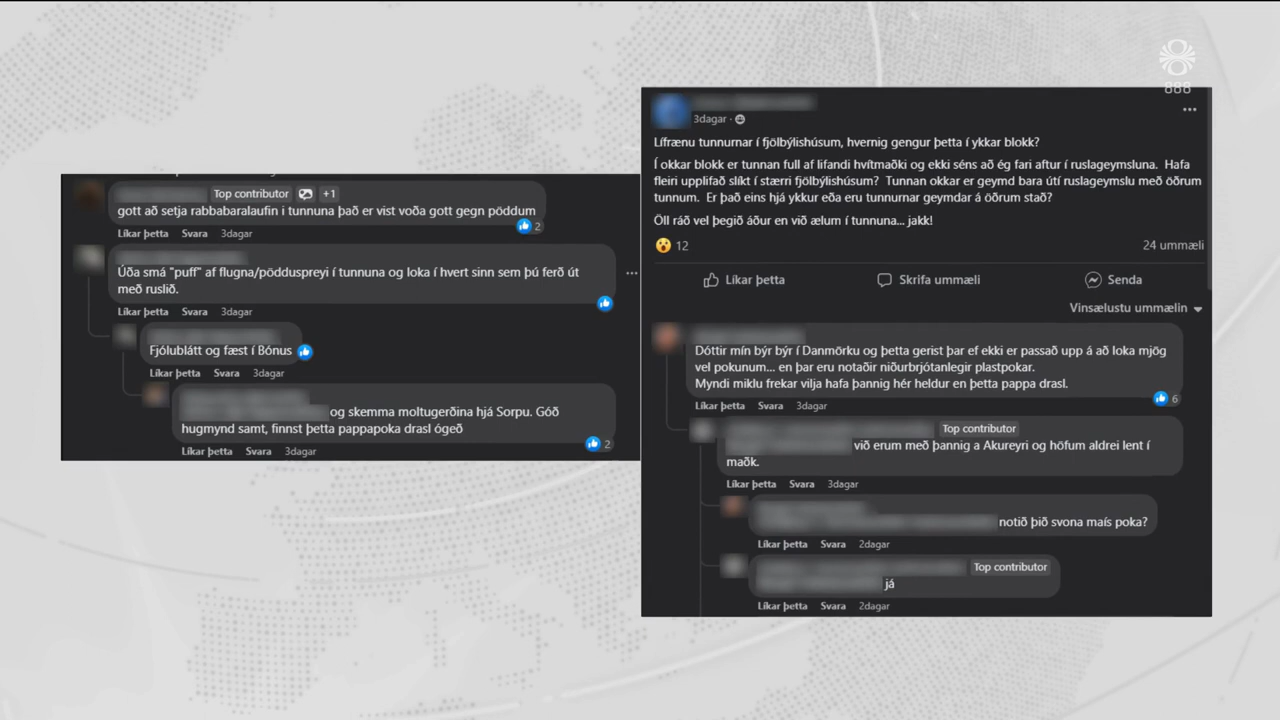 888
Top contributor +1
gott að setja rabbabaralaufin i tunnuna það er vist voða gott gegn pöddum
2
Líkar þetta Svara 3dagar
Úða smá "puff" af flugna/pödduspreyi í tunnuna og loka í hvert sinn sem þú ferð út
með ruslið.
Líkar þetta Svara 3dagar
Fjólublátt og fæst í Bónus
Líkar þetta Svara 3dagar
og skemma moltugerðina hjá Sorpu. Góð
hugmynd samt, finnst þetta pappapoka drasl ógeð
2
Líkar þetta Svara 3dagar
3dagar
Lífrænu tunnurnar í fjölbýlishúsum, hvernig gengur þetta í ykkar blokk?
Í okkar blokk er tunnan full af lifandi hvítmaðki og ekki séns að ég fari aftur í ruslageymsluna. Hafa
fleiri upplifað slíkt í stærri fjölbýlishúsum? Tunnan okkar er geymd bara útí ruslageymslu með öðrum
tunnum. Er það eins hjá ykkur eða eru tunnurnar geymdar á öðrum stað?
Öll ráð vel þegið áður en við ælum í tunnuna... jakk!
12 24 ummæli
Líkar þetta Skrifa ummæli Senda
Vinsælustu ummælin
Dóttir mín býr býr í Danmörku og þetta gerist þar ef ekki er passað upp á að loka mjög
vel pokunum... en þar eru notaðir niðurbrjótanlegir plastpokar.
Myndi miklu frekar vilja hafa þannig hér heldur en þetta pappa drasl.
6
Líkar þetta Svara 3dagar
Top contributor
við erum með þannig a Akureyri og höfum aldrei lent í
maðk.
Líkar þetta Svara 3dagar
notið þið svona maís poka?
Líkar þetta Svara 2dagar
Top contributor
já
Líkar þetta Svara 2dagar